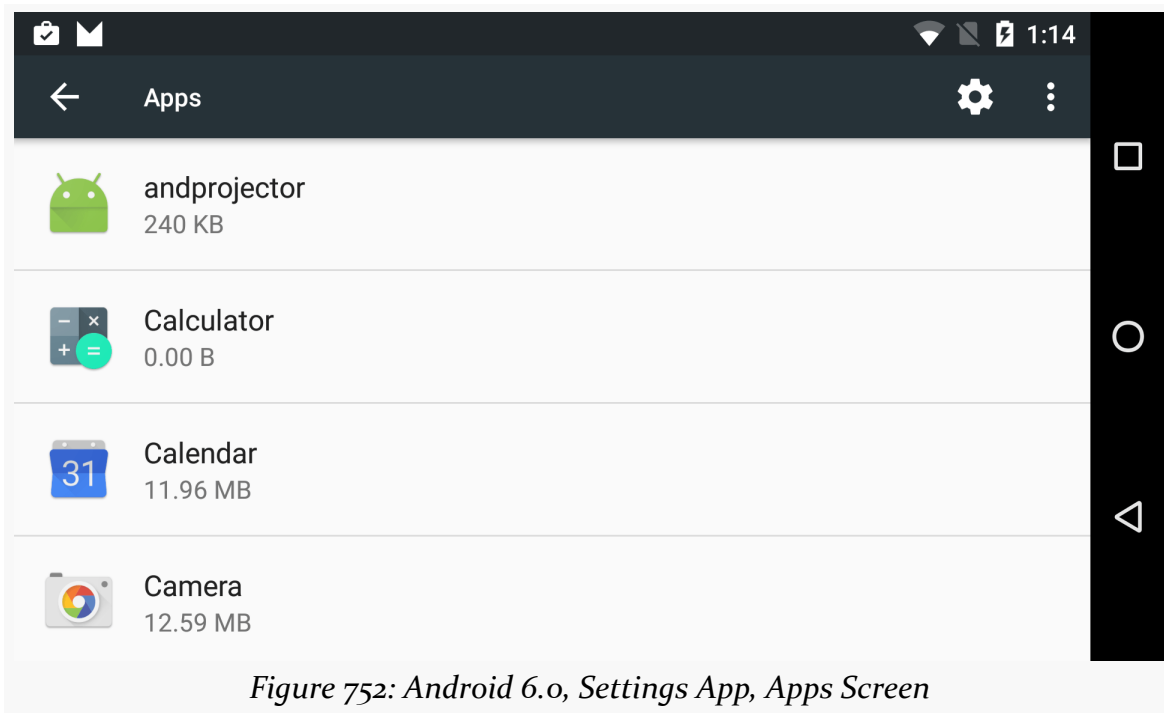 1:14
Apps
andprojector
240 KB
Calculator
0.00 B
31
Calendar
11.96 MB
Camera
12.59 MB
Figure 752: Android 6.0, Settings App, Apps Screen